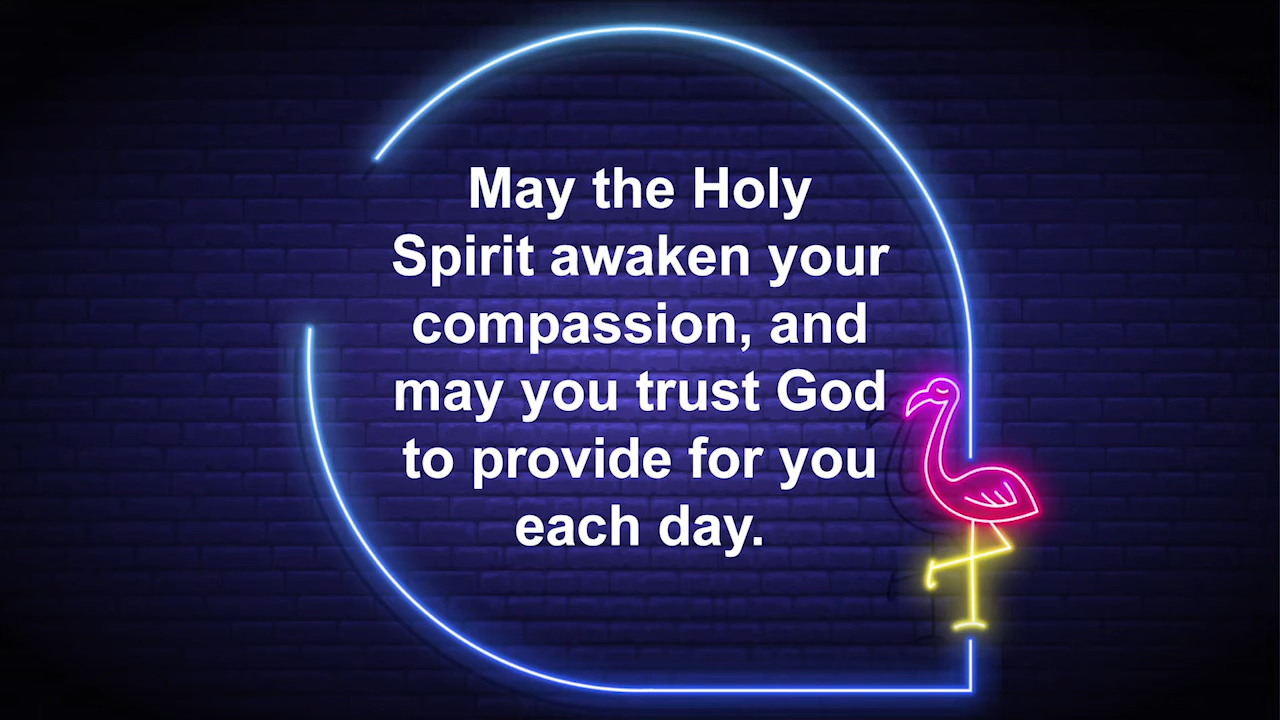 May the Holy
Spirit awaken your
compassion, and
may you trust God
to provide for you
each day.